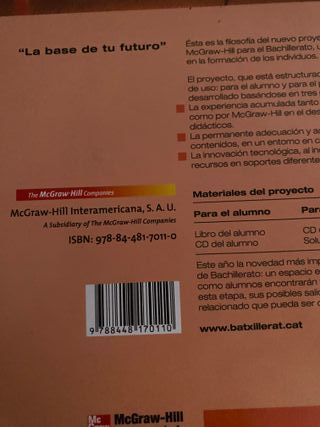 "La base de tu futuro"
Ésta es la filosofía del nuevo proye
McGraw-Hill para el Bachillerato, u
en la formación de los individuos.
El proyecto, que está estructurad
de uso: para el alumno y para el p
desarrollado basándose en tres
La experiencia acumulada tanto
como por McGraw-Hill en el des
didácticos.
La permanente adecuación y ac
contenidos, en un entorno en c
La innovación tecnológica, al in
recursos en soportes diferente
The McGraw-Hill Companies
McGraw-Hill Interamericana, S. A. U.
A Subsidiary of The McGraw-Hill Companies
ISBN: 978-84-481-7011-0
9 788448 170110
Materiales del proyecto
Para el alumno
Par
Libro del alumno
CD
CD del alumno
Solu
Este año la novedad más imp
de Bachillerato: un espacio e
como alumnos encontrarán
esta etapa, sus posibles salid
relacionado que pueda ser d
www.batxillerat.cat
McGraw-Hill